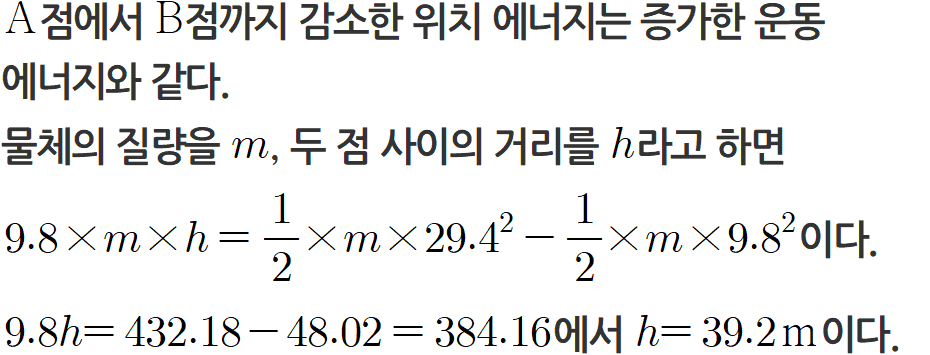 A점에서 B점까지 감소한 위치 에너지는 증가한 운동
에너지와 같다.
물체의 질량을 m, 두 점 사이의 거리를 h라고 하면
9.8×m×h = 1/2×m×29.4² − 1/2×m×9.8²이다.
9.8h = 432.18 − 48.02 = 384.16에서 h = 39.2m이다.